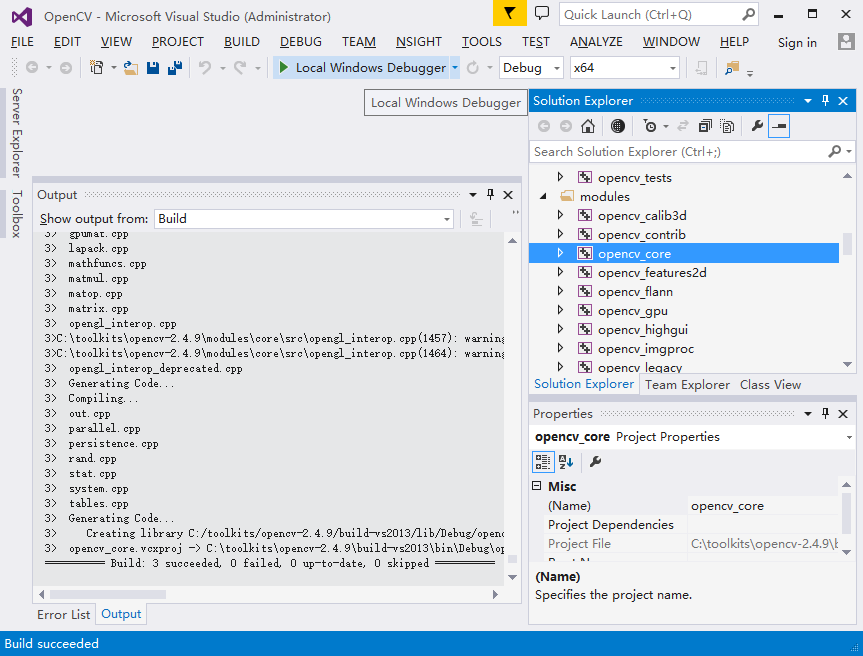 OpenCV - Microsoft Visual Studio (Administrator)
Quick Launch (Ctrl+Q)
FILE EDIT VIEW PROJECT BUILD DEBUG TEAM NSIGHT TOOLS TEST ANALYZE WINDOW HELP Sign in
Local Windows Debugger Debug x64
Local Windows Debugger
Server Explorer
Toolbox
Output
Show output from: Build
3> gpumat.cpp
3> lapack.cpp
3> mathfuncs.cpp
3> matmul.cpp
3> matop.cpp
3> matrix.cpp
3> opengl_interop.cpp
3>C:\toolkits\opencv-2.4.9\modules\core\src\opengl_interop.cpp(1457): warning
3>C:\toolkits\opencv-2.4.9\modules\core\src\opengl_interop.cpp(1464): warning
3> opengl_interop_deprecated.cpp
3> Generating Code...
3> Compiling...
3> out.cpp
3> parallel.cpp
3> persistence.cpp
3> rand.cpp
3> stat.cpp
3> system.cpp
3> tables.cpp
3> Generating Code...
3> Creating library C:/toolkits/opencv-2.4.9/build-vs2013/lib/Debug/openc
3> opencv_core.vcxproj -> C:\toolkits\opencv-2.4.9\build-vs2013\bin\Debug\op
========== Build: 3 succeeded, 0 failed, 0 up-to-date, 0 skipped ==========
Error List Output
Solution Explorer
Search Solution Explorer (Ctrl+;)
opencv_tests
modules
opencv_calib3d
opencv_contrib
opencv_core
opencv_features2d
opencv_flann
opencv_gpu
opencv_highgui
opencv_imgproc
opencv_legacy
Solution Explorer Team Explorer Class View
Properties
opencv_core Project Properties
Misc
(Name) opencv_core
Project Dependencies
Project File C:\toolkits\opencv-2.4.9\b
(Name)
Specifies the project name.
Build succeeded